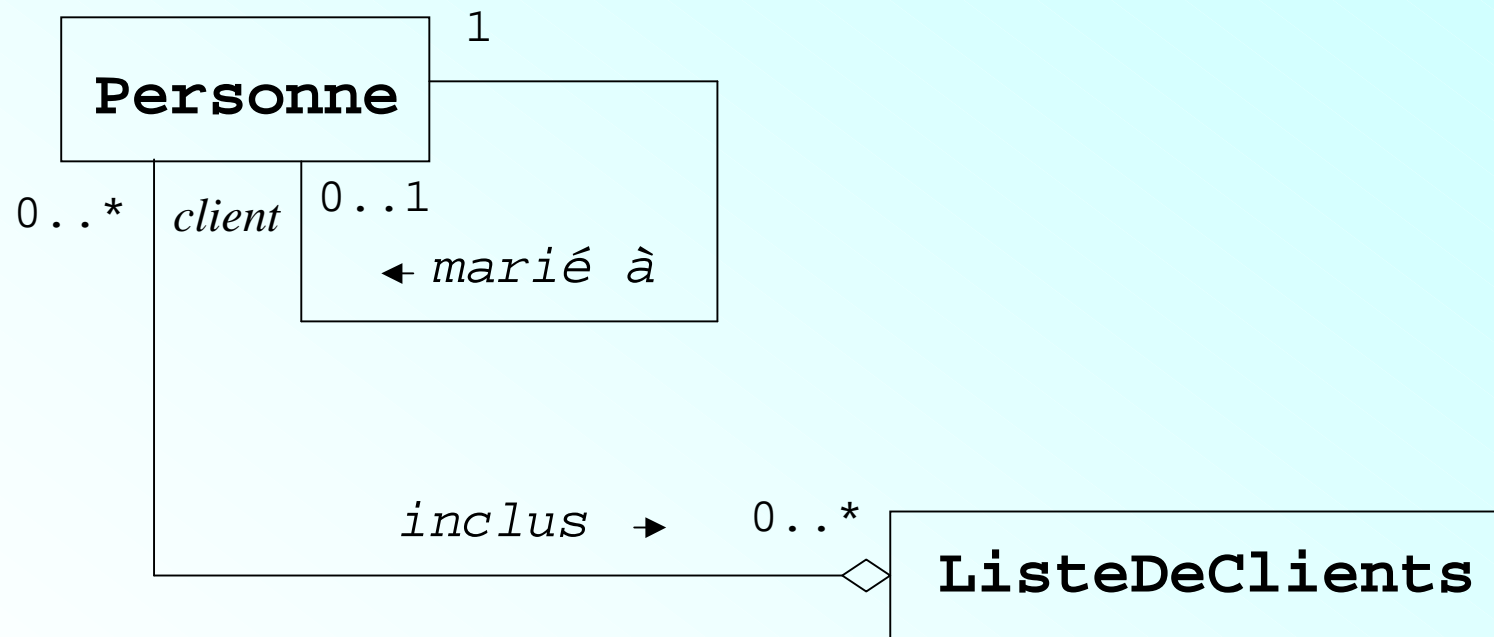 1
Personne
0..* client 0..1
marié à
inclus 0..*
ListeDeClients